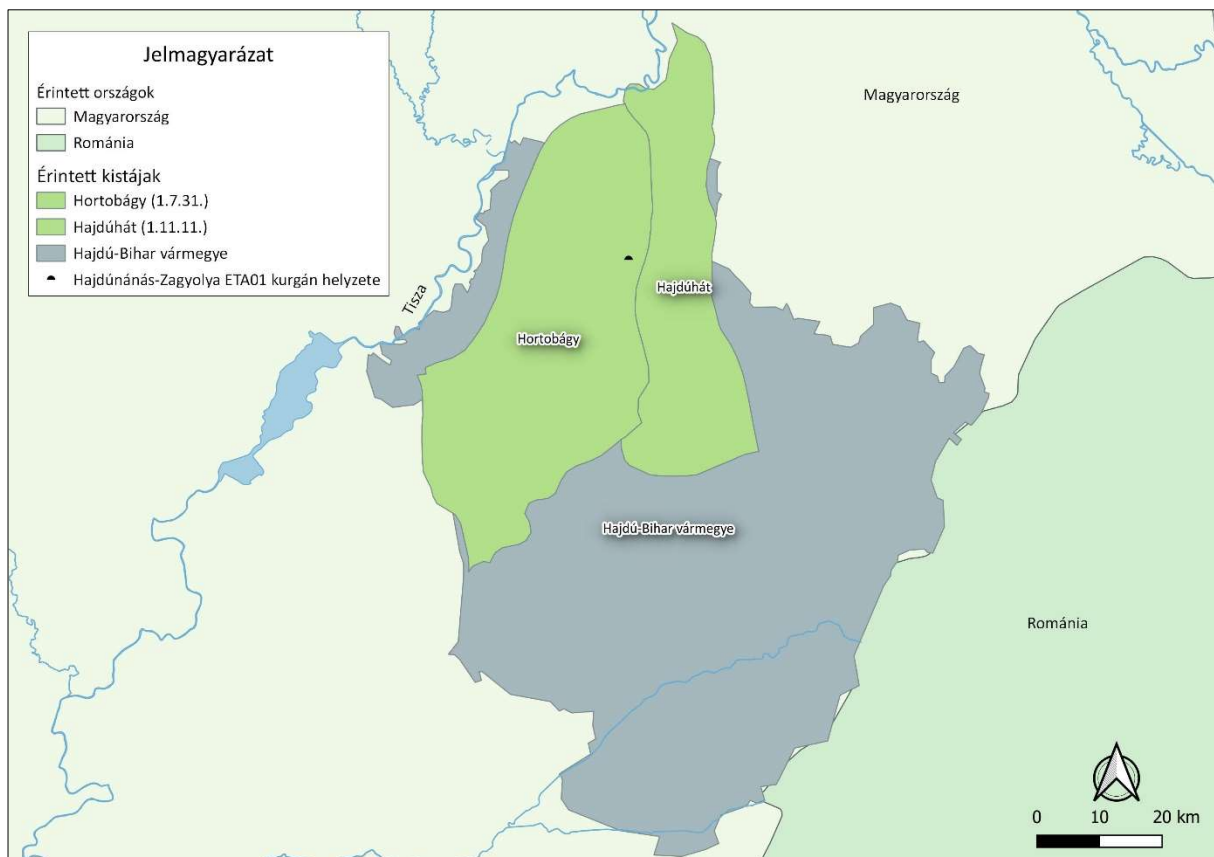 Jelmagyarázat
Érintett országok
Magyarország
Románia
Érintett kistájak
Hortobágy (1.7.31.)
Hajdúhát (1.11.11.)
Hajdú-Bihar vármegye
Hajdúnánás-Zagyolya ETA01 kurgán helyzete
Magyarország
Tisza
Hajdúhát
Hortobágy
Hajdú-Bihar vármegye
Románia
0 10 20 km